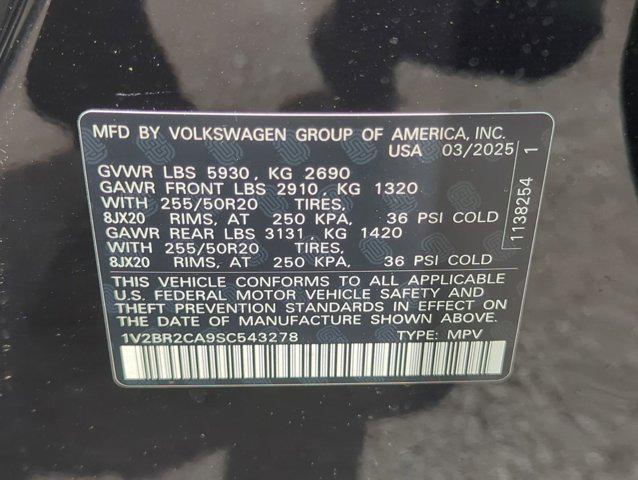 MFD BY VOLKSWAGEN GROUP OF AMERICA, INC.
USA 03/2025
GVWR LBS 5930, KG 2690
GAWR FRONT LBS 2910, KG 1320
WITH 255/50R20 TIRES,
8JX20 RIMS, AT 250 KPA, 36 PSI COLD
GAWR REAR LBS 3131, KG 1420
WITH 255/50R20 TIRES,
8JX20 RIMS, AT 250 KPA, 36 PSI COLD
THIS VEHICLE CONFORMS TO ALL APPLICABLE
U.S. FEDERAL MOTOR VEHICLE SAFETY AND
THEFT PREVENTION STANDARDS IN EFFECT ON
THE DATE OF MANUFACTURE SHOWN ABOVE.
1V2BR2CA9SC543278 TYPE: MPV
1138254 1